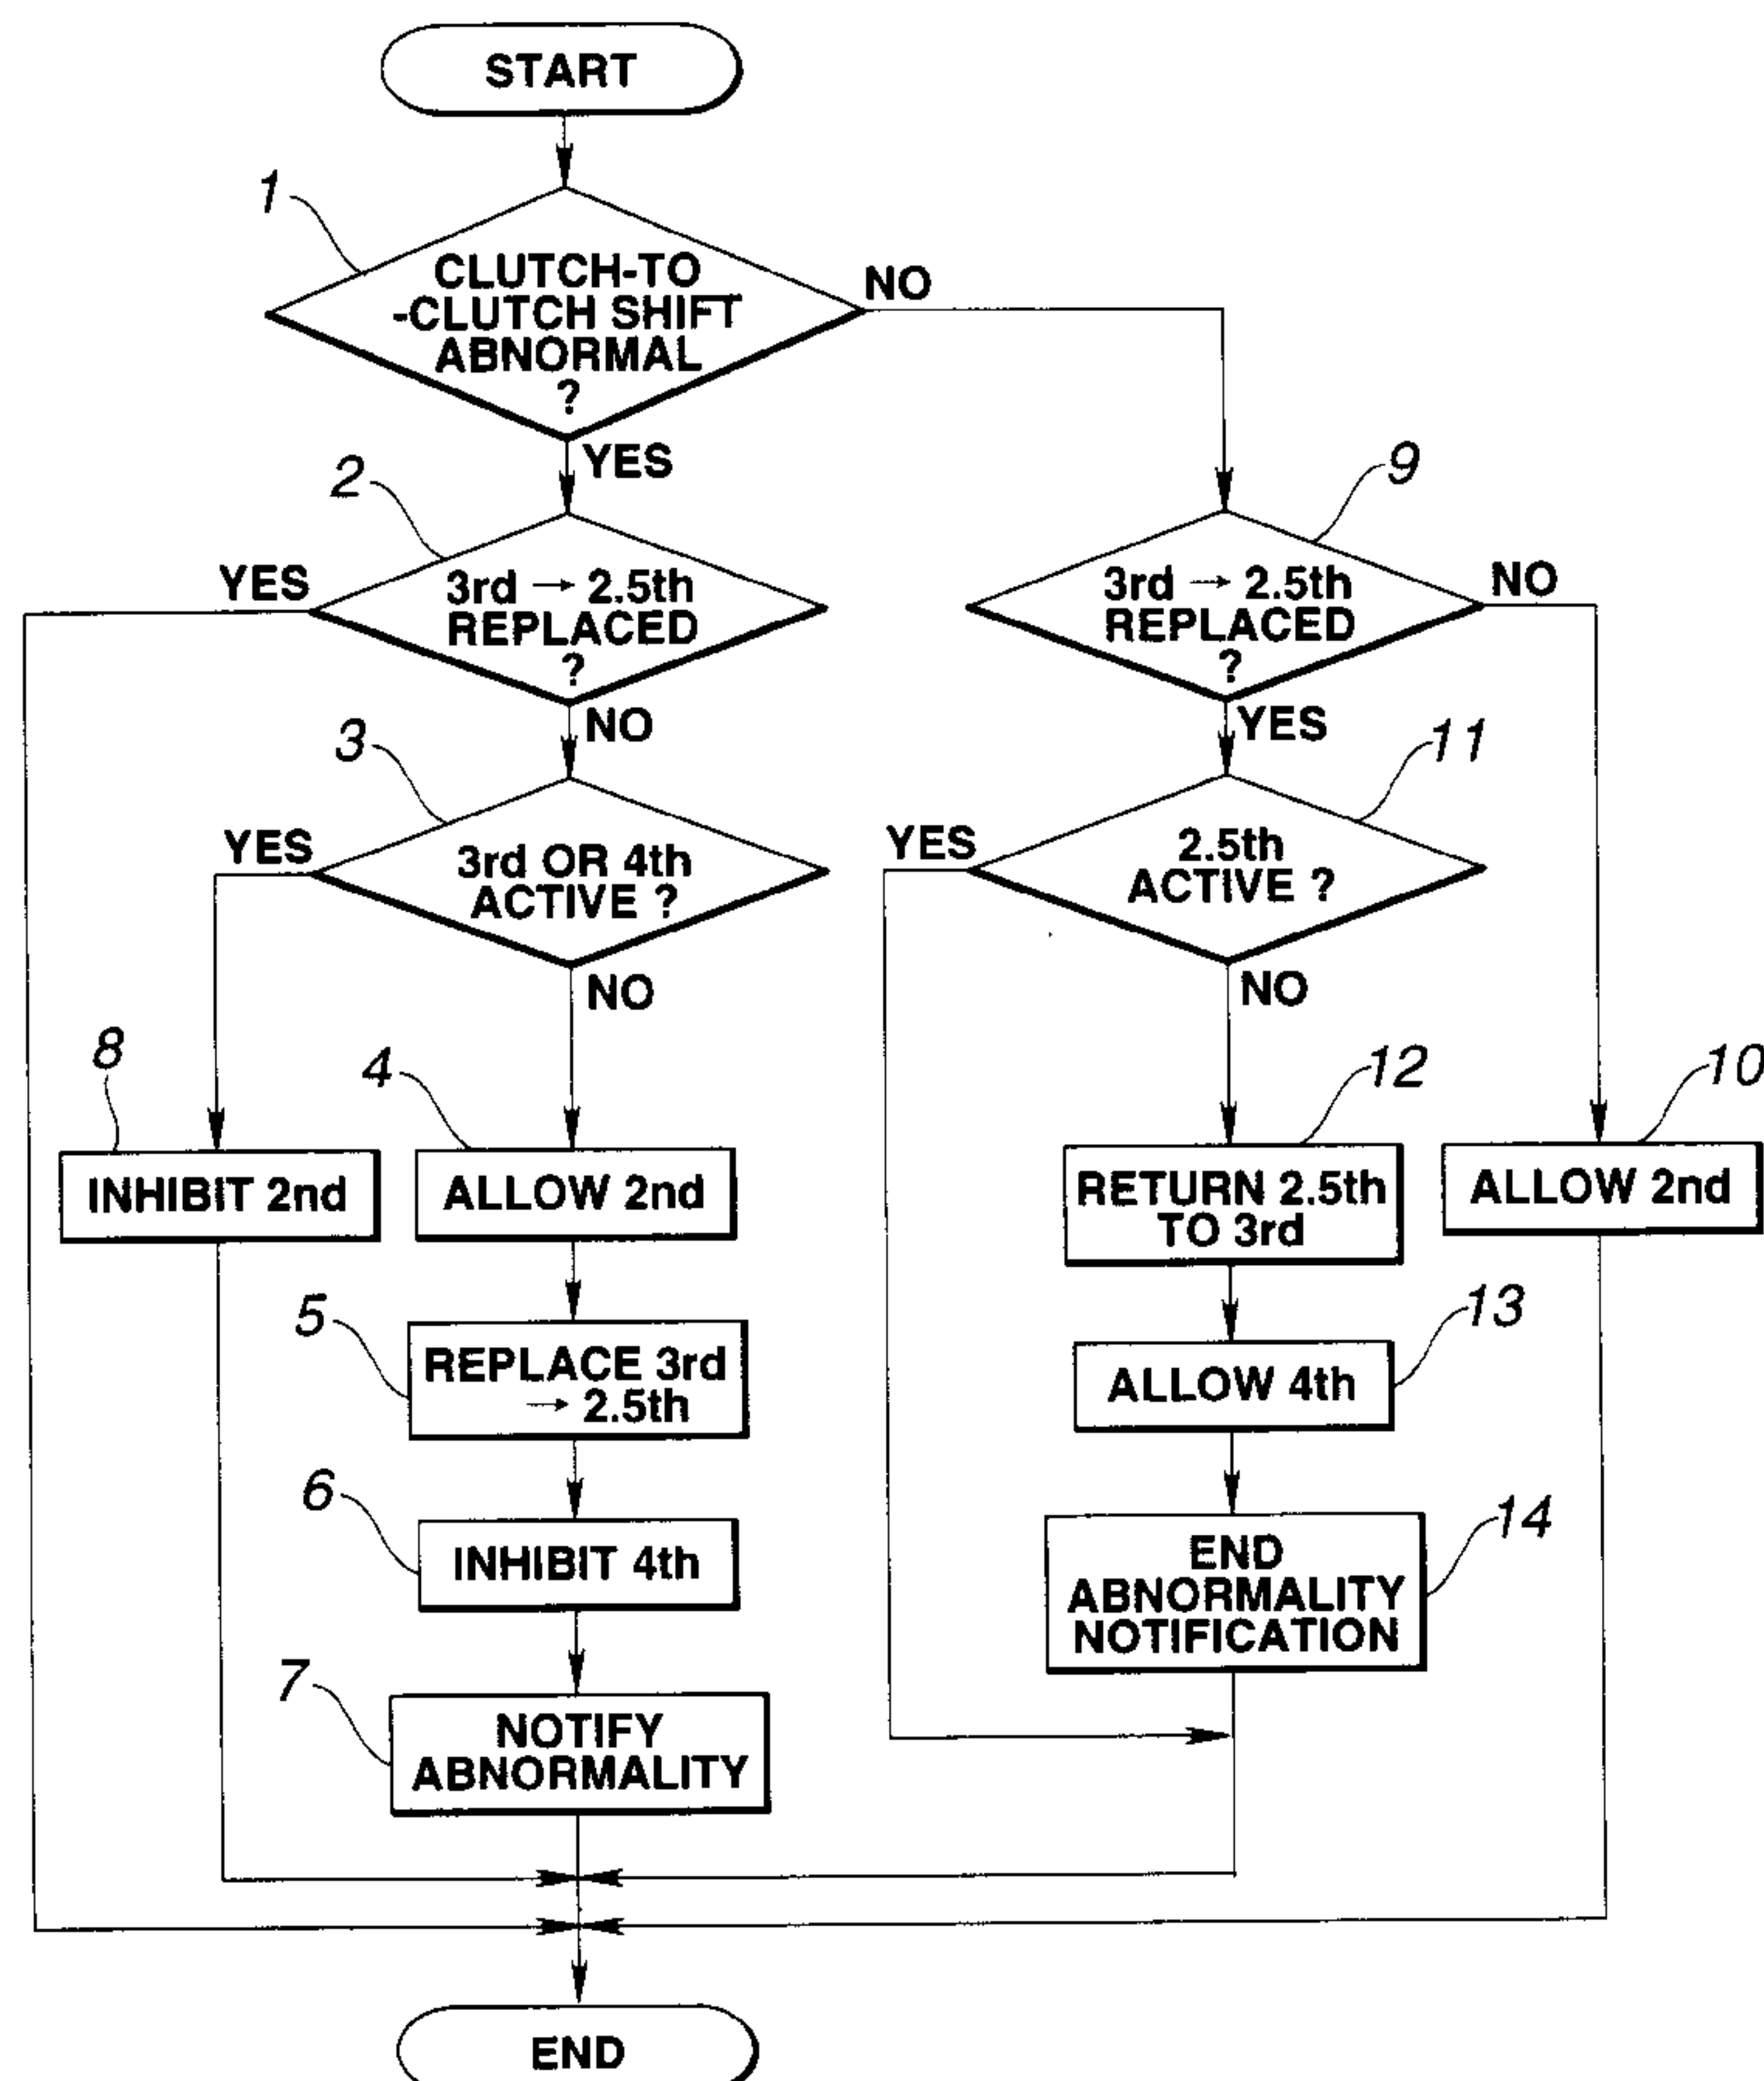 START
1
CLUTCH-TO
-CLUTCH SHIFT
ABNORMAL
?
NO
YES
2
YES
3rd → 2.5th
REPLACED
?
NO
9
3rd → 2.5th
REPLACED
?
NO
YES
3
YES
3rd OR 4th
ACTIVE ?
NO
11
YES
2.5th
ACTIVE ?
NO
8
INHIBIT 2nd
4
ALLOW 2nd
12
RETURN 2.5th
TO 3rd
10
ALLOW 2nd
5
REPLACE 3rd
→ 2.5th
13
ALLOW 4th
6
INHIBIT 4th
14
END
ABNORMALITY
NOTIFICATION
7
NOTIFY
ABNORMALITY
END